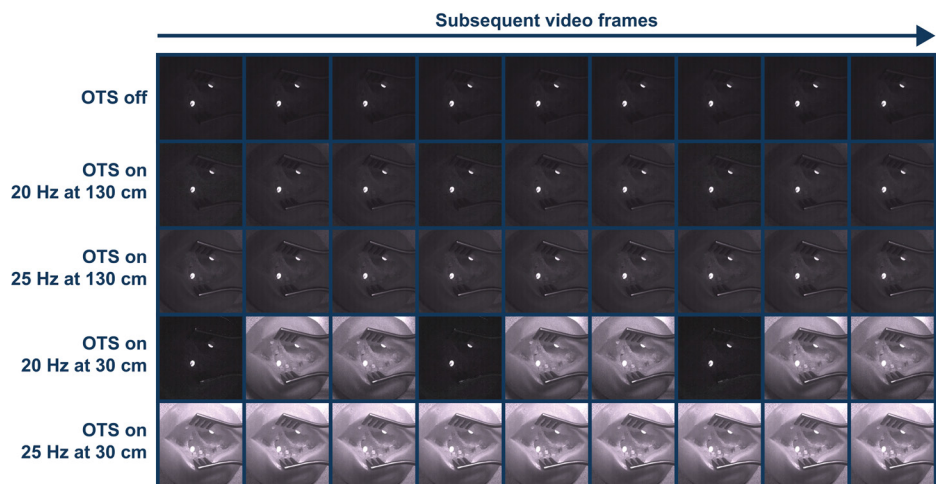 Subsequent video frames
OTS off
OTS on
20 Hz at 130 cm
OTS on
25 Hz at 130 cm
OTS on
20 Hz at 30 cm
OTS on
25 Hz at 30 cm